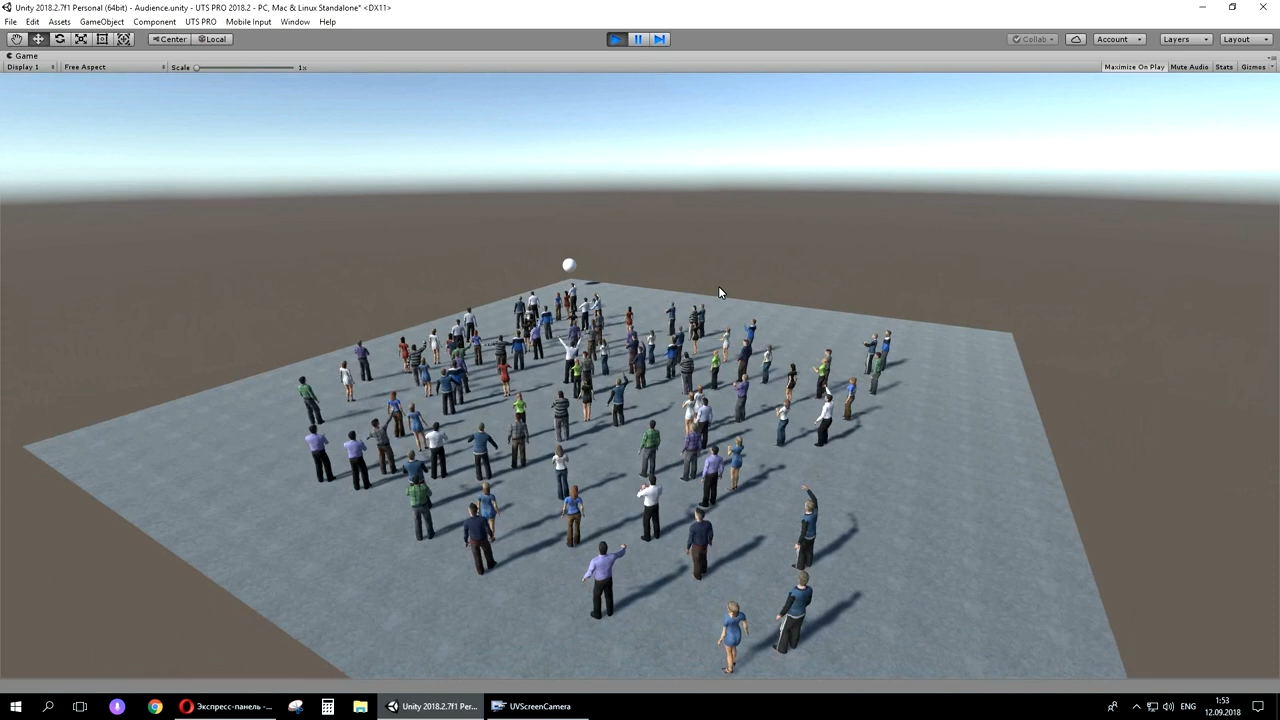 Unity 2018.2.7f1 Personal (64bit) - Audience.unity - UTS PRO 2018.2 - PC, Mac & Linux Standalone* <DX11>
File Edit Assets GameObject Component UTS PRO Mobile Input Window Help
Center Local Collab Account Layers Layout
Game
Display 1 Free Aspect Scale 1x Maximize On Play Mute Audio Stats Gizmos
Экспресс-панель -... Unity 2018.2.7f1 Per... UVScreenCamera ENG
1:53
12.09.2018